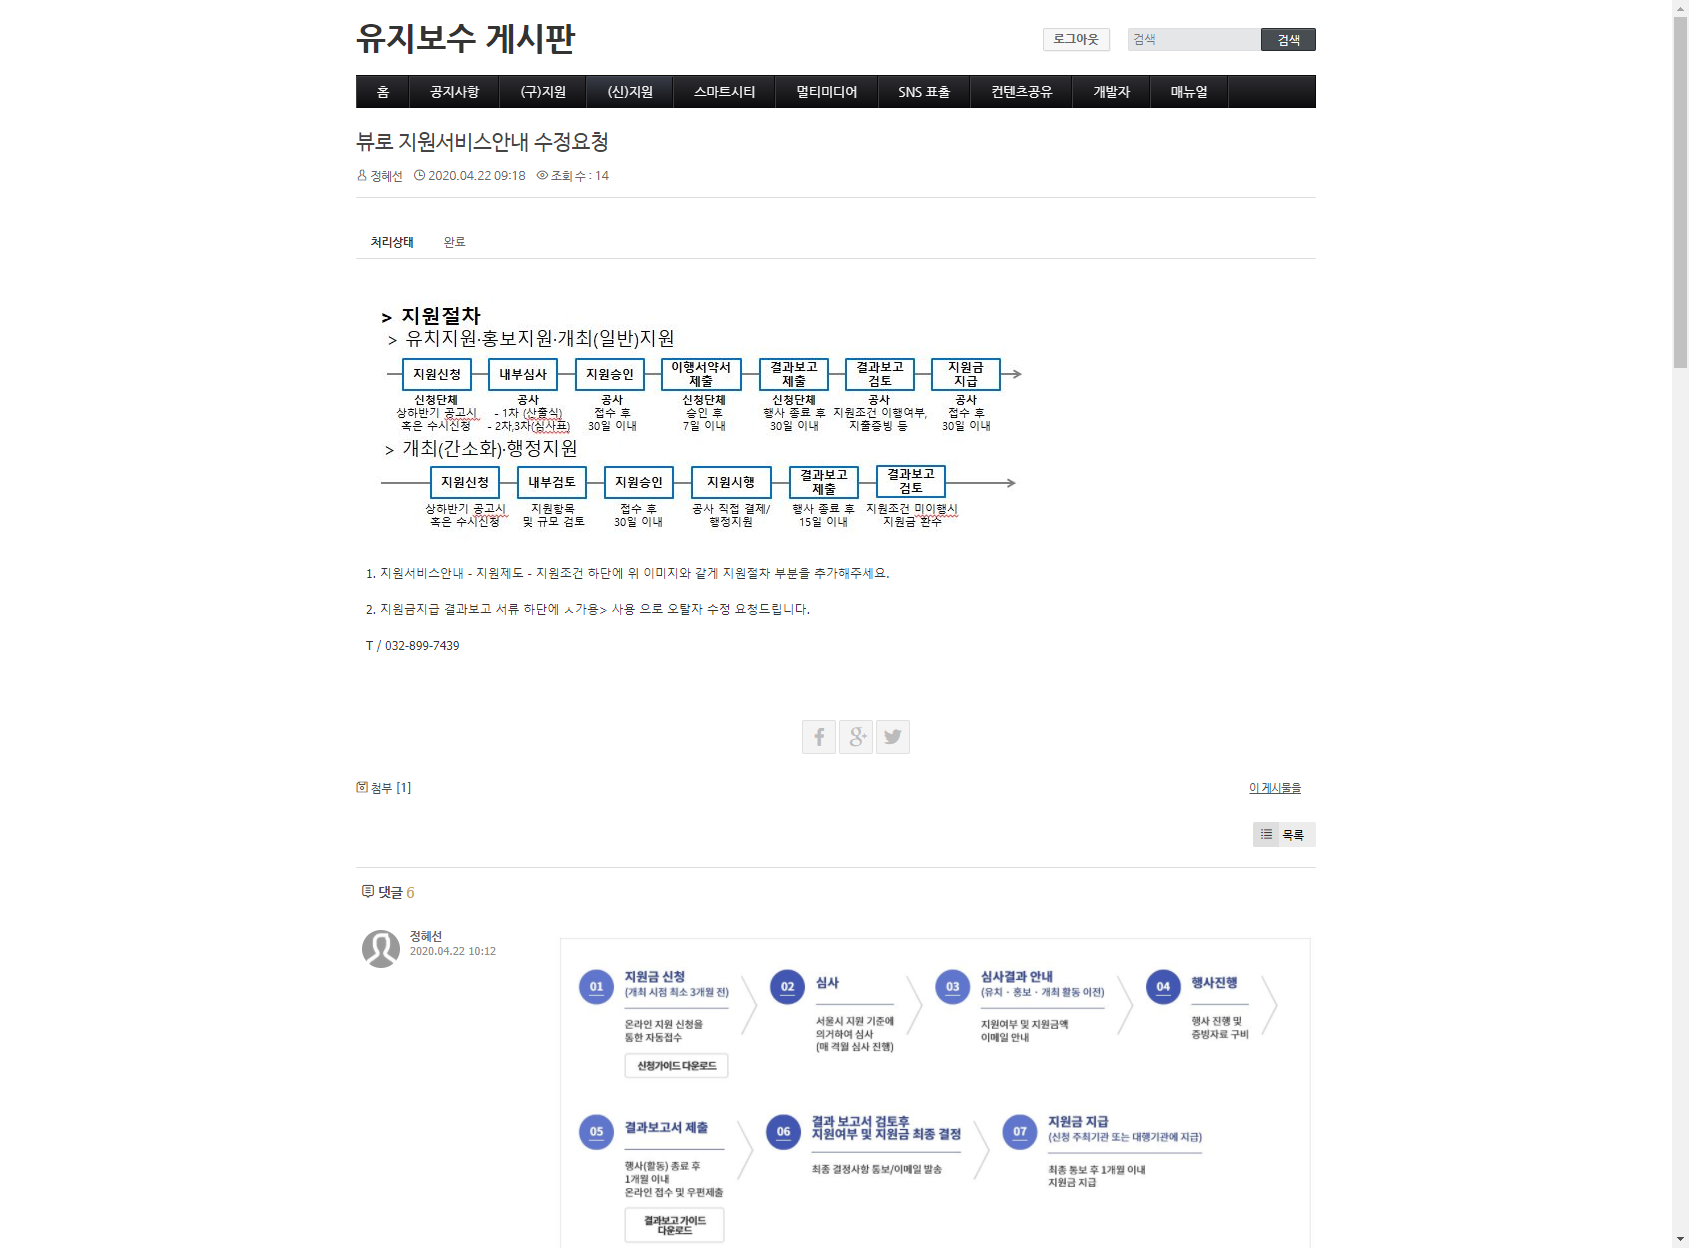 유지보수 게시판
로그아웃 검색 검색
홈 공지사항 (구)지원 (신)지원 스마트시티 멀티미디어 SNS 표출 컨텐츠공유 개발자 매뉴얼
뷰로 지원서비스안내 수정요청
정혜선 2020.04.22 09:18 조회 수 : 14
처리상태 완료
> 지원절차
> 유치지원·홍보지원·개최(일반)지원
지원신청 내부심사 지원승인 이행서약서 제출 결과보고 제출 결과보고 검토 지원금 지급
신청단체 공사 공사 신청단체 신청단체 공사 공사
상하반기 공고시 - 1차 (산출식) 접수 후 승인 후 행사 종료 후 지원조건 이행여부, 접수 후
혹은 수시신청 - 2차,3차(심사표) 30일 이내 7일 이내 30일 이내 지출증빙 등 30일 이내
> 개최(간소화)·행정지원
지원신청 내부검토 지원승인 지원시행 결과보고 제출 결과보고 검토
상하반기 공고시 지원항목 접수 후 공사 직접 결제/ 행사 종료 후 지원조건 미이행시
혹은 수시신청 및 규모 검토 30일 이내 행정지원 15일 이내 지원금 환수
1. 지원서비스안내 - 지원제도 - 지원조건 하단에 위 이미지와 같게 지원절차 부분을 추가해주세요.
2. 지원금지급 결과보고 서류 하단에 ㅅ가용> 사용 으로 오탈자 수정 요청드립니다.
T / 032-899-7439
첨부 [1] 이 게시물을
목록
댓글 6
정혜선
2020.04.22 10:12
01 지원금 신청 02 심사 03 심사결과 안내 04 행사진행
(개최 시점 최소 3개월 전) (유치 · 홍보 · 개최 활동 이전)
온라인 지원 신청을 서울시 지원 기준에 지원여부 및 지원금액 행사 진행 및
통한 자동접수 의거하여 심사 이메일 안내 증빙자료 구비
(매 격월 심사 진행)
신청가이드 다운로드
05 결과보고서 제출 06 결과 보고서 검토후 07 지원금 지급
지원여부 및 지원금 최종 결정 (신청 주최기관 또는 대행기관에 지급)
행사(활동) 종료 후 최종 결정사항 통보/이메일 발송 최종 통보 후 1개월 이내
1개월 이내 지원금 지급
온라인 접수 및 우편제출
결과보고 가이드
다운로드